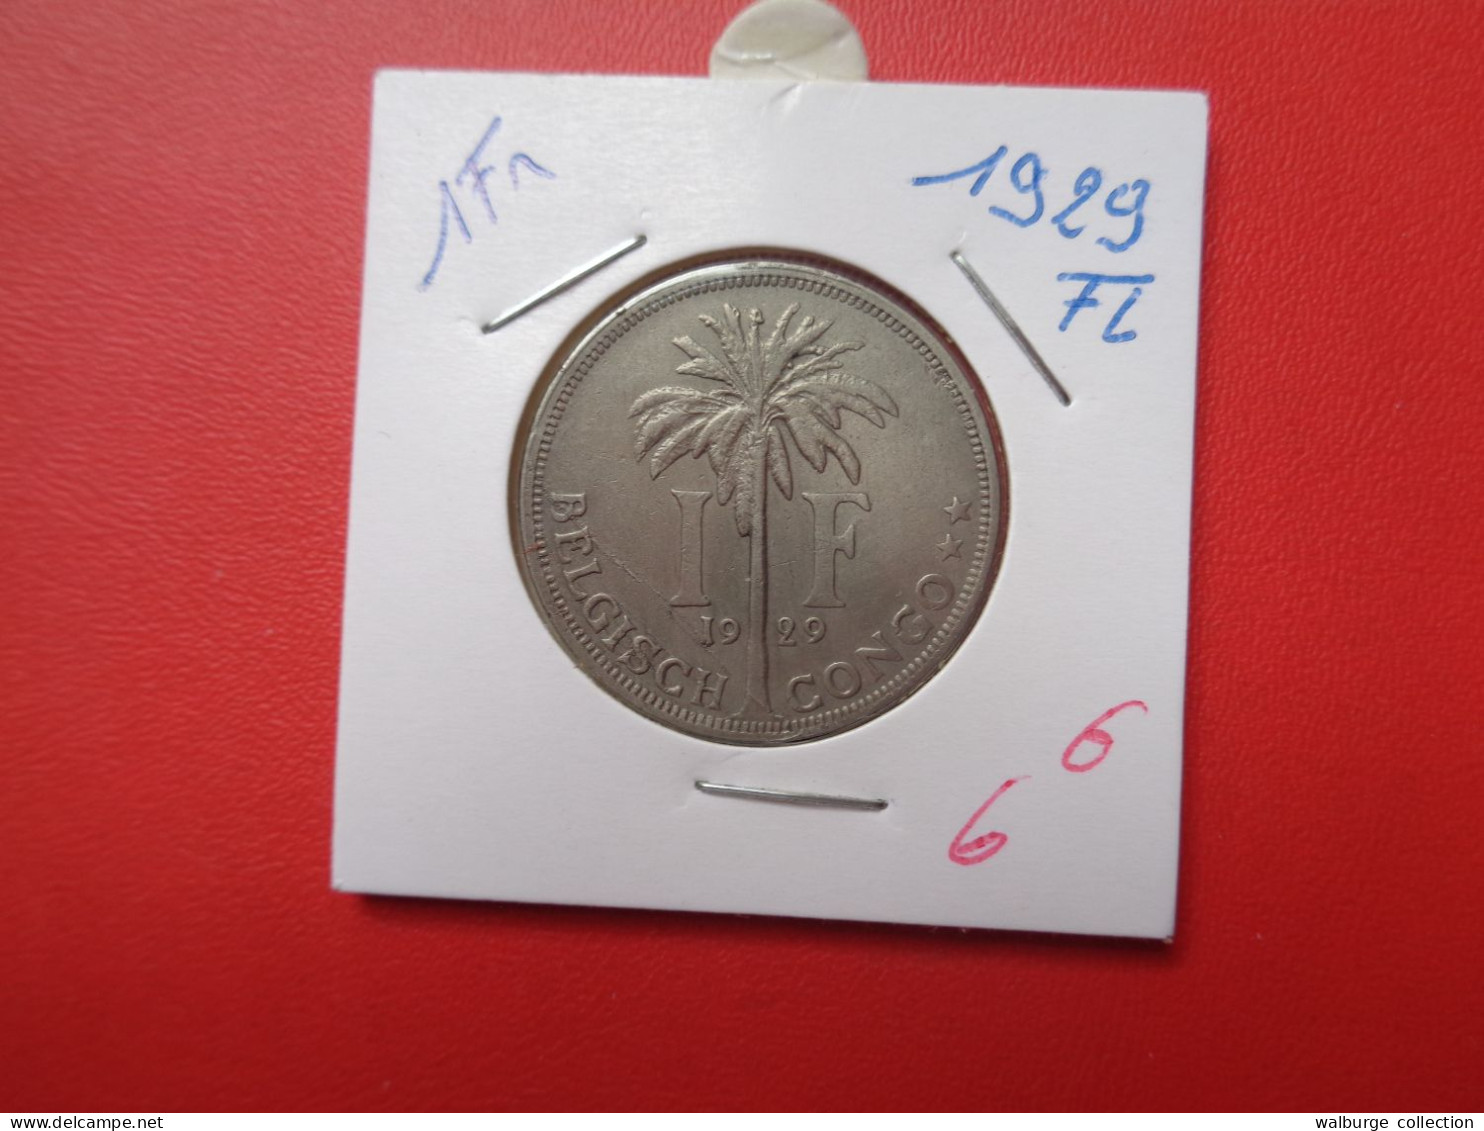 1Fr
1929
FL
I F
19 29
BELGISCH CONGO
6
6
www.delcampe.net
walburge collection